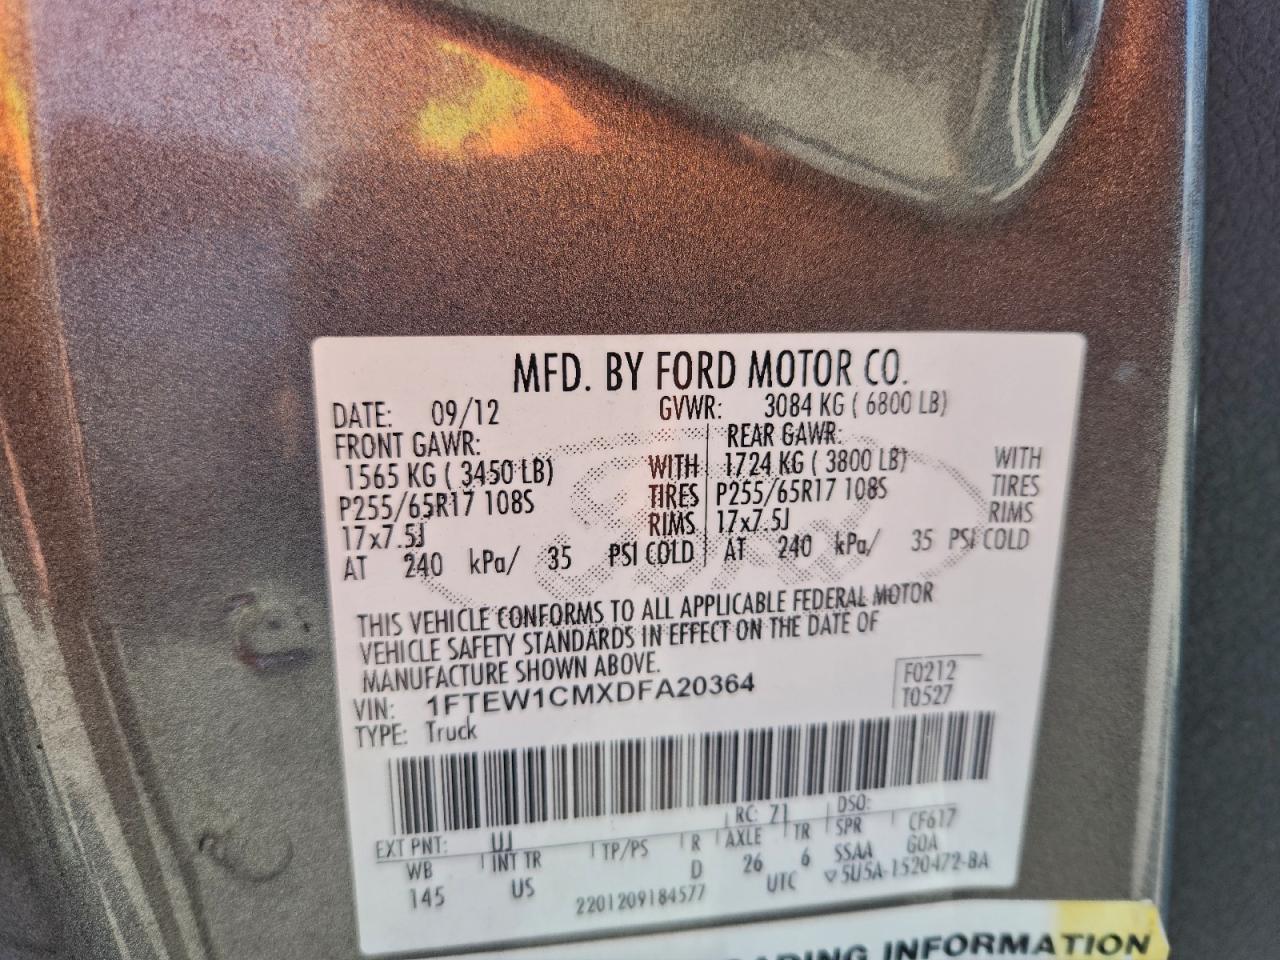 MFD. BY FORD MOTOR CO.
DATE: 09/12 GVWR: 3084 KG ( 6800 LB)
FRONT GAWR: REAR GAWR:
1565 KG ( 3450 LB) WITH 1724 KG ( 3800 LB) WITH
P255/65R17 108S TIRES P255/65R17 108S TIRES
17x7.5J RIMS 17x7.5J RIMS
AT 240 kPa/ 35 PSI COLD AT 240 kPa/ 35 PSI COLD
THIS VEHICLE CONFORMS TO ALL APPLICABLE FEDERAL MOTOR
VEHICLE SAFETY STANDARDS IN EFFECT ON THE DATE OF
MANUFACTURE SHOWN ABOVE.
VIN: 1FTEW1CMXDFA20364 F0212
TYPE: Truck T0527
EXT PNT: UJ RC: 71 DSO:
WB INT TR TP/PS R AXLE TR SPR CF617
145 US D 26 6 SSAA GOA
2201209184577 UTC ▽5U5A-1520472-BA
ADING INFORMATION